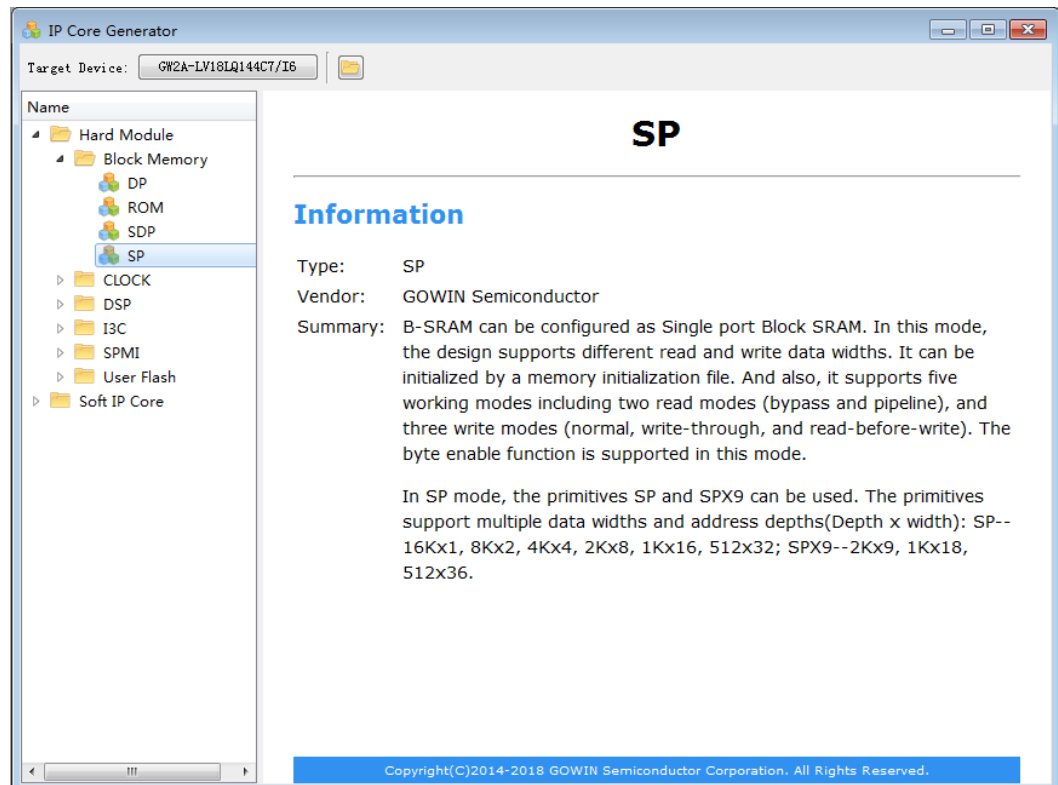 IP Core Generator
Target Device: GW2A-LV18LQ144C7/I6
Name
Hard Module
Block Memory
DP
ROM
SDP
SP
CLOCK
DSP
I3C
SPMI
User Flash
Soft IP Core
SP
Information
Type: SP
Vendor: GOWIN Semiconductor
Summary: B-SRAM can be configured as Single port Block SRAM. In this mode,
the design supports different read and write data widths. It can be
initialized by a memory initialization file. And also, it supports five
working modes including two read modes (bypass and pipeline), and
three write modes (normal, write-through, and read-before-write). The
byte enable function is supported in this mode.
In SP mode, the primitives SP and SPX9 can be used. The primitives
support multiple data widths and address depths(Depth x width): SP--
16Kx1, 8Kx2, 4Kx4, 2Kx8, 1Kx16, 512x32; SPX9--2Kx9, 1Kx18,
512x36.
Copyright(C)2014-2018 GOWIN Semiconductor Corporation. All Rights Reserved.